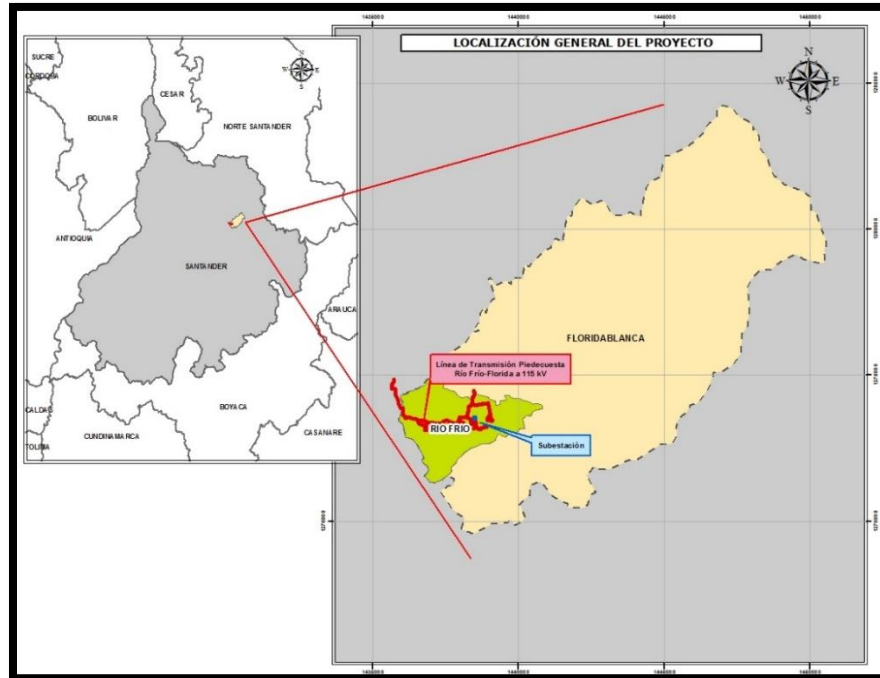 LOCALIZACIÓN GENERAL DEL PROYECTO
N
W E
S
SUCRE
CORDOBA
CESAR
BOLIVAR
NORTE SANTANDER
ANTIOQUIA
SANTANDER
ARAUCA
BOYACA
CALDAS
CUNDINAMARCA
CASANARE
TOLIMA
N
W E
S
FLORIDABLANCA
Línea de Transmisión Piedecuesta
Río Frío-Florida a 115 kV
RIO FRIO
Subestación